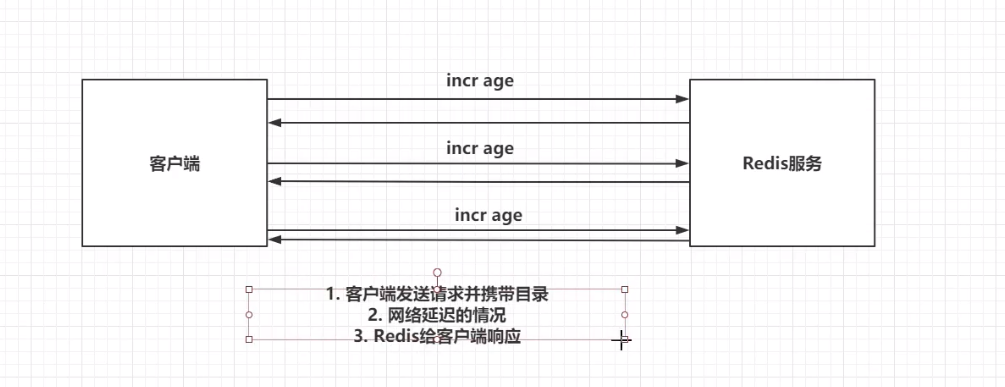 incr age
incr age
客户端
Redis服务
incr age
1. 客户端发送请求并携带目录
2. 网络延迟的情况
3. Redis给客户端响应